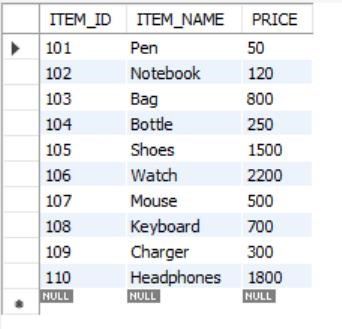 ITEM_ID ITEM_NAME PRICE
101 Pen 50
102 Notebook 120
103 Bag 800
104 Bottle 250
105 Shoes 1500
106 Watch 2200
107 Mouse 500
108 Keyboard 700
109 Charger 300
110 Headphones 1800
NULL NULL NULL